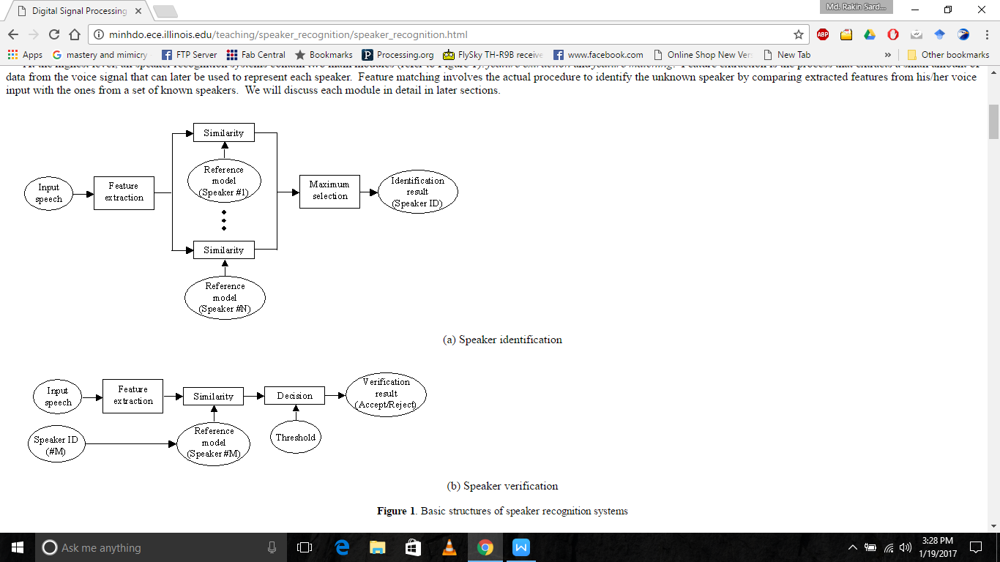 Digital Signal Processing
Md. Rakin Sard...
minhdo.ece.illinois.edu/teaching/speaker_recognition/speaker_recognition.html
ABP
Apps
G mastery and mimicry
FTP Server
Fab Central
Bookmarks
Processing.org
FlySky TH-R9B receive
www.facebook.com
Online Shop New Ver
New Tab
»
Other bookmarks
data from the voice signal that can later be used to represent each speaker. Feature matching involves the actual procedure to identify the unknown speaker by comparing extracted features from his/her voice
input with the ones from a set of known speakers. We will discuss each module in detail in later sections.
Similarity
Reference
model
(Speaker #1)
Input
speech
Feature
extraction
Maximum
selection
Identification
result
(Speaker ID)
Similarity
Reference
model
(Speaker #N)
(a) Speaker identification
Input
speech
Feature
extraction
Similarity
Decision
Verification
result
(Accept/Reject)
Speaker ID
(#M)
Reference
model
(Speaker #M)
Threshold
(b) Speaker verification
Figure 1. Basic structures of speaker recognition systems
Ask me anything
3:28 PM
1/19/2017